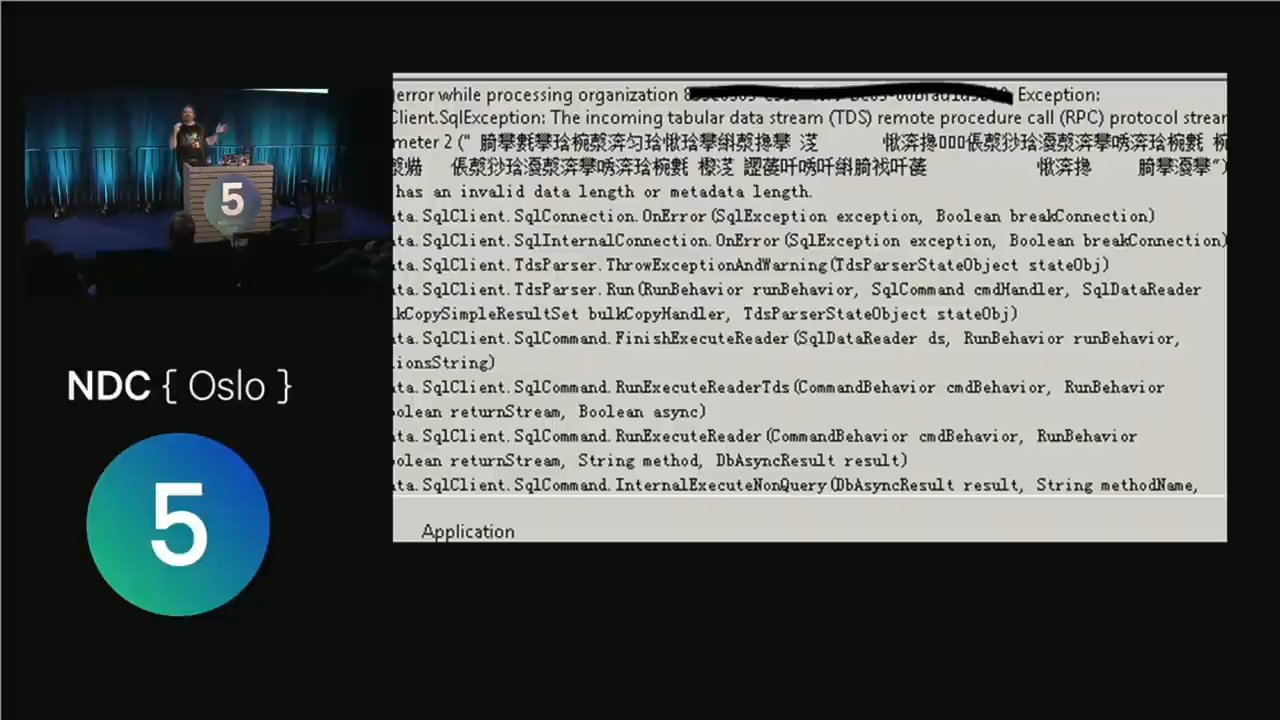 5
NDC { Oslo }
5
error while processing organization Exception:
Client.SqlException: The incoming tabular data stream (TDS) remote procedure call (RPC) protocol strear
meter 2 ("
has an invalid data length or metadata length.
ata.SqlClient.SqlConnection.OnError(SqlException exception, Boolean breakConnection)
ata.SqlClient.SqlInternalConnection.OnError(SqlException exception, Boolean breakConnection)
ata.SqlClient.TdsParser.ThrowExceptionAndWarning(TdsParserStateObject stateObj)
ata.SqlClient.TdsParser.Run(RunBehavior runBehavior, SqlCommand cmdHandler, SqlDataReader
lkCopySimpleResultSet bulkCopyHandler, TdsParserStateObject stateObj)
ata.SqlClient.SqlCommand.FinishExecuteReader(SqlDataReader ds, RunBehavior runBehavior,
ionsString)
ata.SqlClient.SqlCommand.RunExecuteReaderTds(CommandBehavior cmdBehavior, RunBehavior
oolean returnStream, Boolean async)
ata.SqlClient.SqlCommand.RunExecuteReader(CommandBehavior cmdBehavior, RunBehavior
oolean returnStream, String method, DbAsyncResult result)
ata.SqlClient.SqlCommand.InternalExecuteNonQuery(DbAsyncResult result, String methodName,
Application